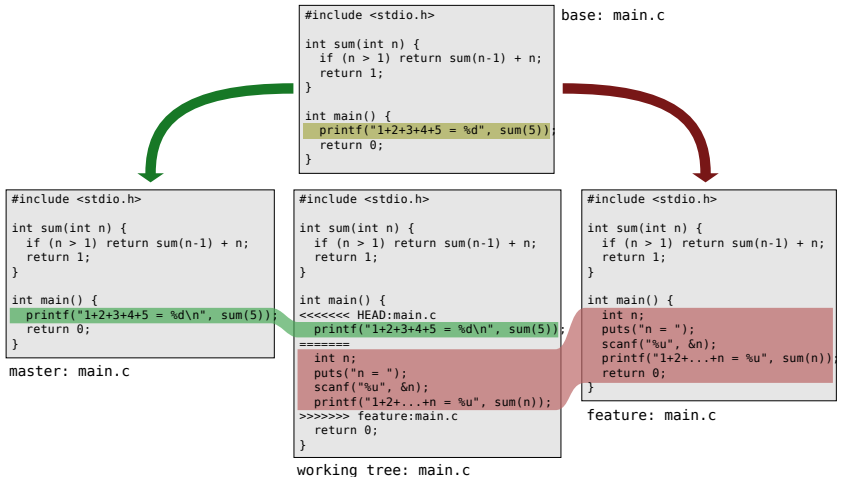 #include <stdio.h>
int sum(int n) {
  if (n > 1) return sum(n-1) + n;
  return 1;
}
int main() {
  printf("1+2+3+4+5 = %d", sum(5));
  return 0;
}
base: main.c
#include <stdio.h>
int sum(int n) {
  if (n > 1) return sum(n-1) + n;
  return 1;
}
int main() {
  printf("1+2+3+4+5 = %d\n", sum(5));
  return 0;
}
master: main.c
#include <stdio.h>
int sum(int n) {
  if (n > 1) return sum(n-1) + n;
  return 1;
}
int main() {
<<<<<<< HEAD:main.c
  printf("1+2+3+4+5 = %d\n", sum(5));
=======
  int n;
  puts("n = ");
  scanf("%u", &n);
  printf("1+2+...+n = %u", sum(n));
>>>>>>> feature:main.c
  return 0;
}
working tree: main.c
#include <stdio.h>
int sum(int n) {
  if (n > 1) return sum(n-1) + n;
  return 1;
}
int main() {
  int n;
  puts("n = ");
  scanf("%u", &n);
  printf("1+2+...+n = %u", sum(n));
  return 0;
}
feature: main.c